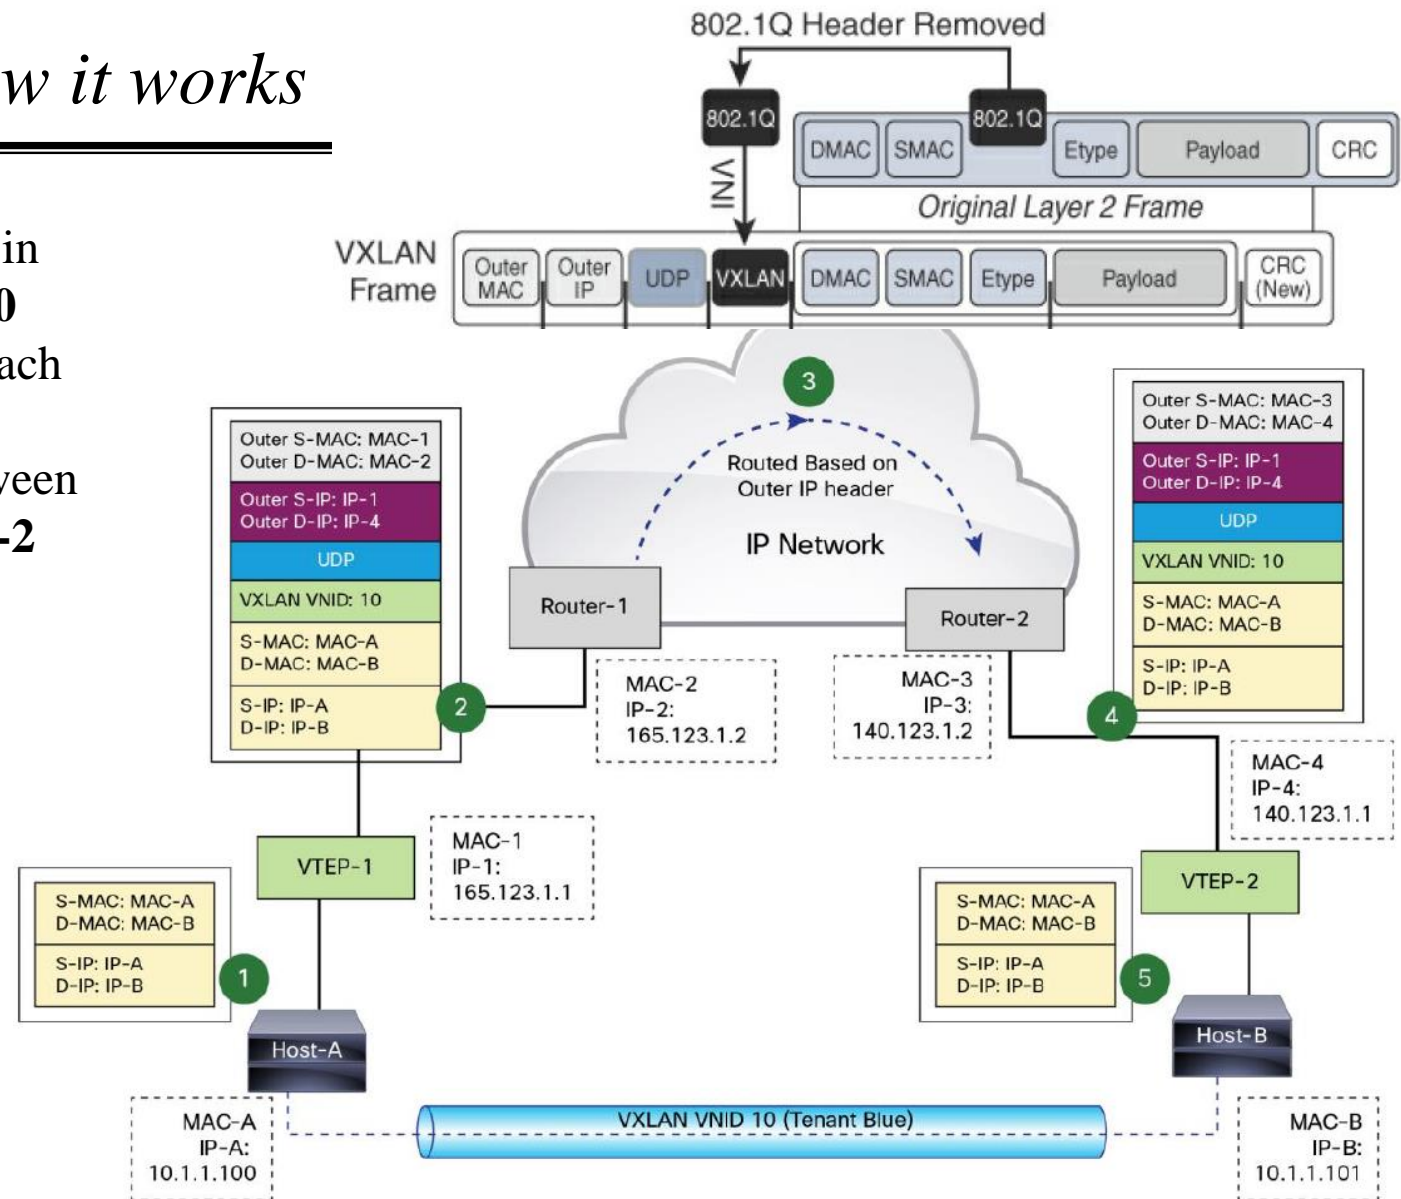 w it works
in
0
ach
veen
-2
802.1Q Header Removed
802.1Q
802.1Q
DMAC
SMAC
Etype
Payload
CRC
VNI
Original Layer 2 Frame
VXLAN
Frame
Outer
MAC
Outer
IP
UDP
VXLAN
DMAC
SMAC
Etype
Payload
CRC
(New)
3
Routed Based on
Outer IP header
IP Network
Outer S-MAC: MAC-1
Outer D-MAC: MAC-2
Outer S-IP: IP-1
Outer D-IP: IP-4
UDP
VXLAN VNID: 10
S-MAC: MAC-A
D-MAC: MAC-B
S-IP: IP-A
D-IP: IP-B
2
Router-1
MAC-2
IP-2:
165.123.1.2
Router-2
MAC-3
IP-3:
140.123.1.2
Outer S-MAC: MAC-3
Outer D-MAC: MAC-4
Outer S-IP: IP-1
Outer D-IP: IP-4
UDP
VXLAN VNID: 10
S-MAC: MAC-A
D-MAC: MAC-B
S-IP: IP-A
D-IP: IP-B
4
MAC-4
IP-4:
140.123.1.1
VTEP-1
MAC-1
IP-1:
165.123.1.1
VTEP-2
S-MAC: MAC-A
D-MAC: MAC-B
S-IP: IP-A
D-IP: IP-B
1
S-MAC: MAC-A
D-MAC: MAC-B
S-IP: IP-A
D-IP: IP-B
5
Host-A
Host-B
MAC-A
IP-A:
10.1.1.100
VXLAN VNID 10 (Tenant Blue)
MAC-B
IP-B:
10.1.1.101